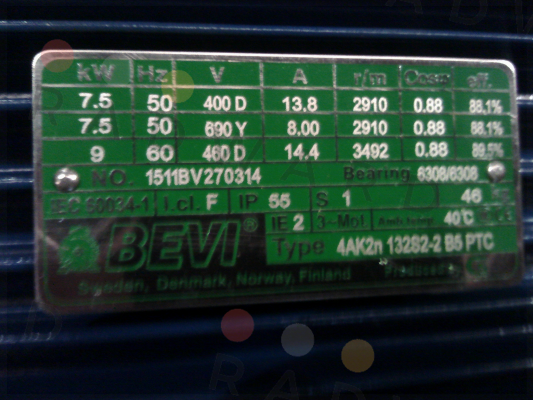 kW Hz V A r/m Cosφ eff.
7.5 50 400 D 13.8 2910 0.88 88.1%
7.5 50 690 Y 8.00 2910 0.88 88.1%
9 60 460 D 14.4 3492 0.88 89.5%
NO. 1511BV270314 Bearing 6308/6308
IEC 60034-1 i.cl. F IP 55 S 1 46
IE 2 3~Mot. Amb.temp. 40°C
BEVI® Type 4AK2n 132S2-2 B5 PTC
Sweden, Denmark, Norway, Finland Produced by